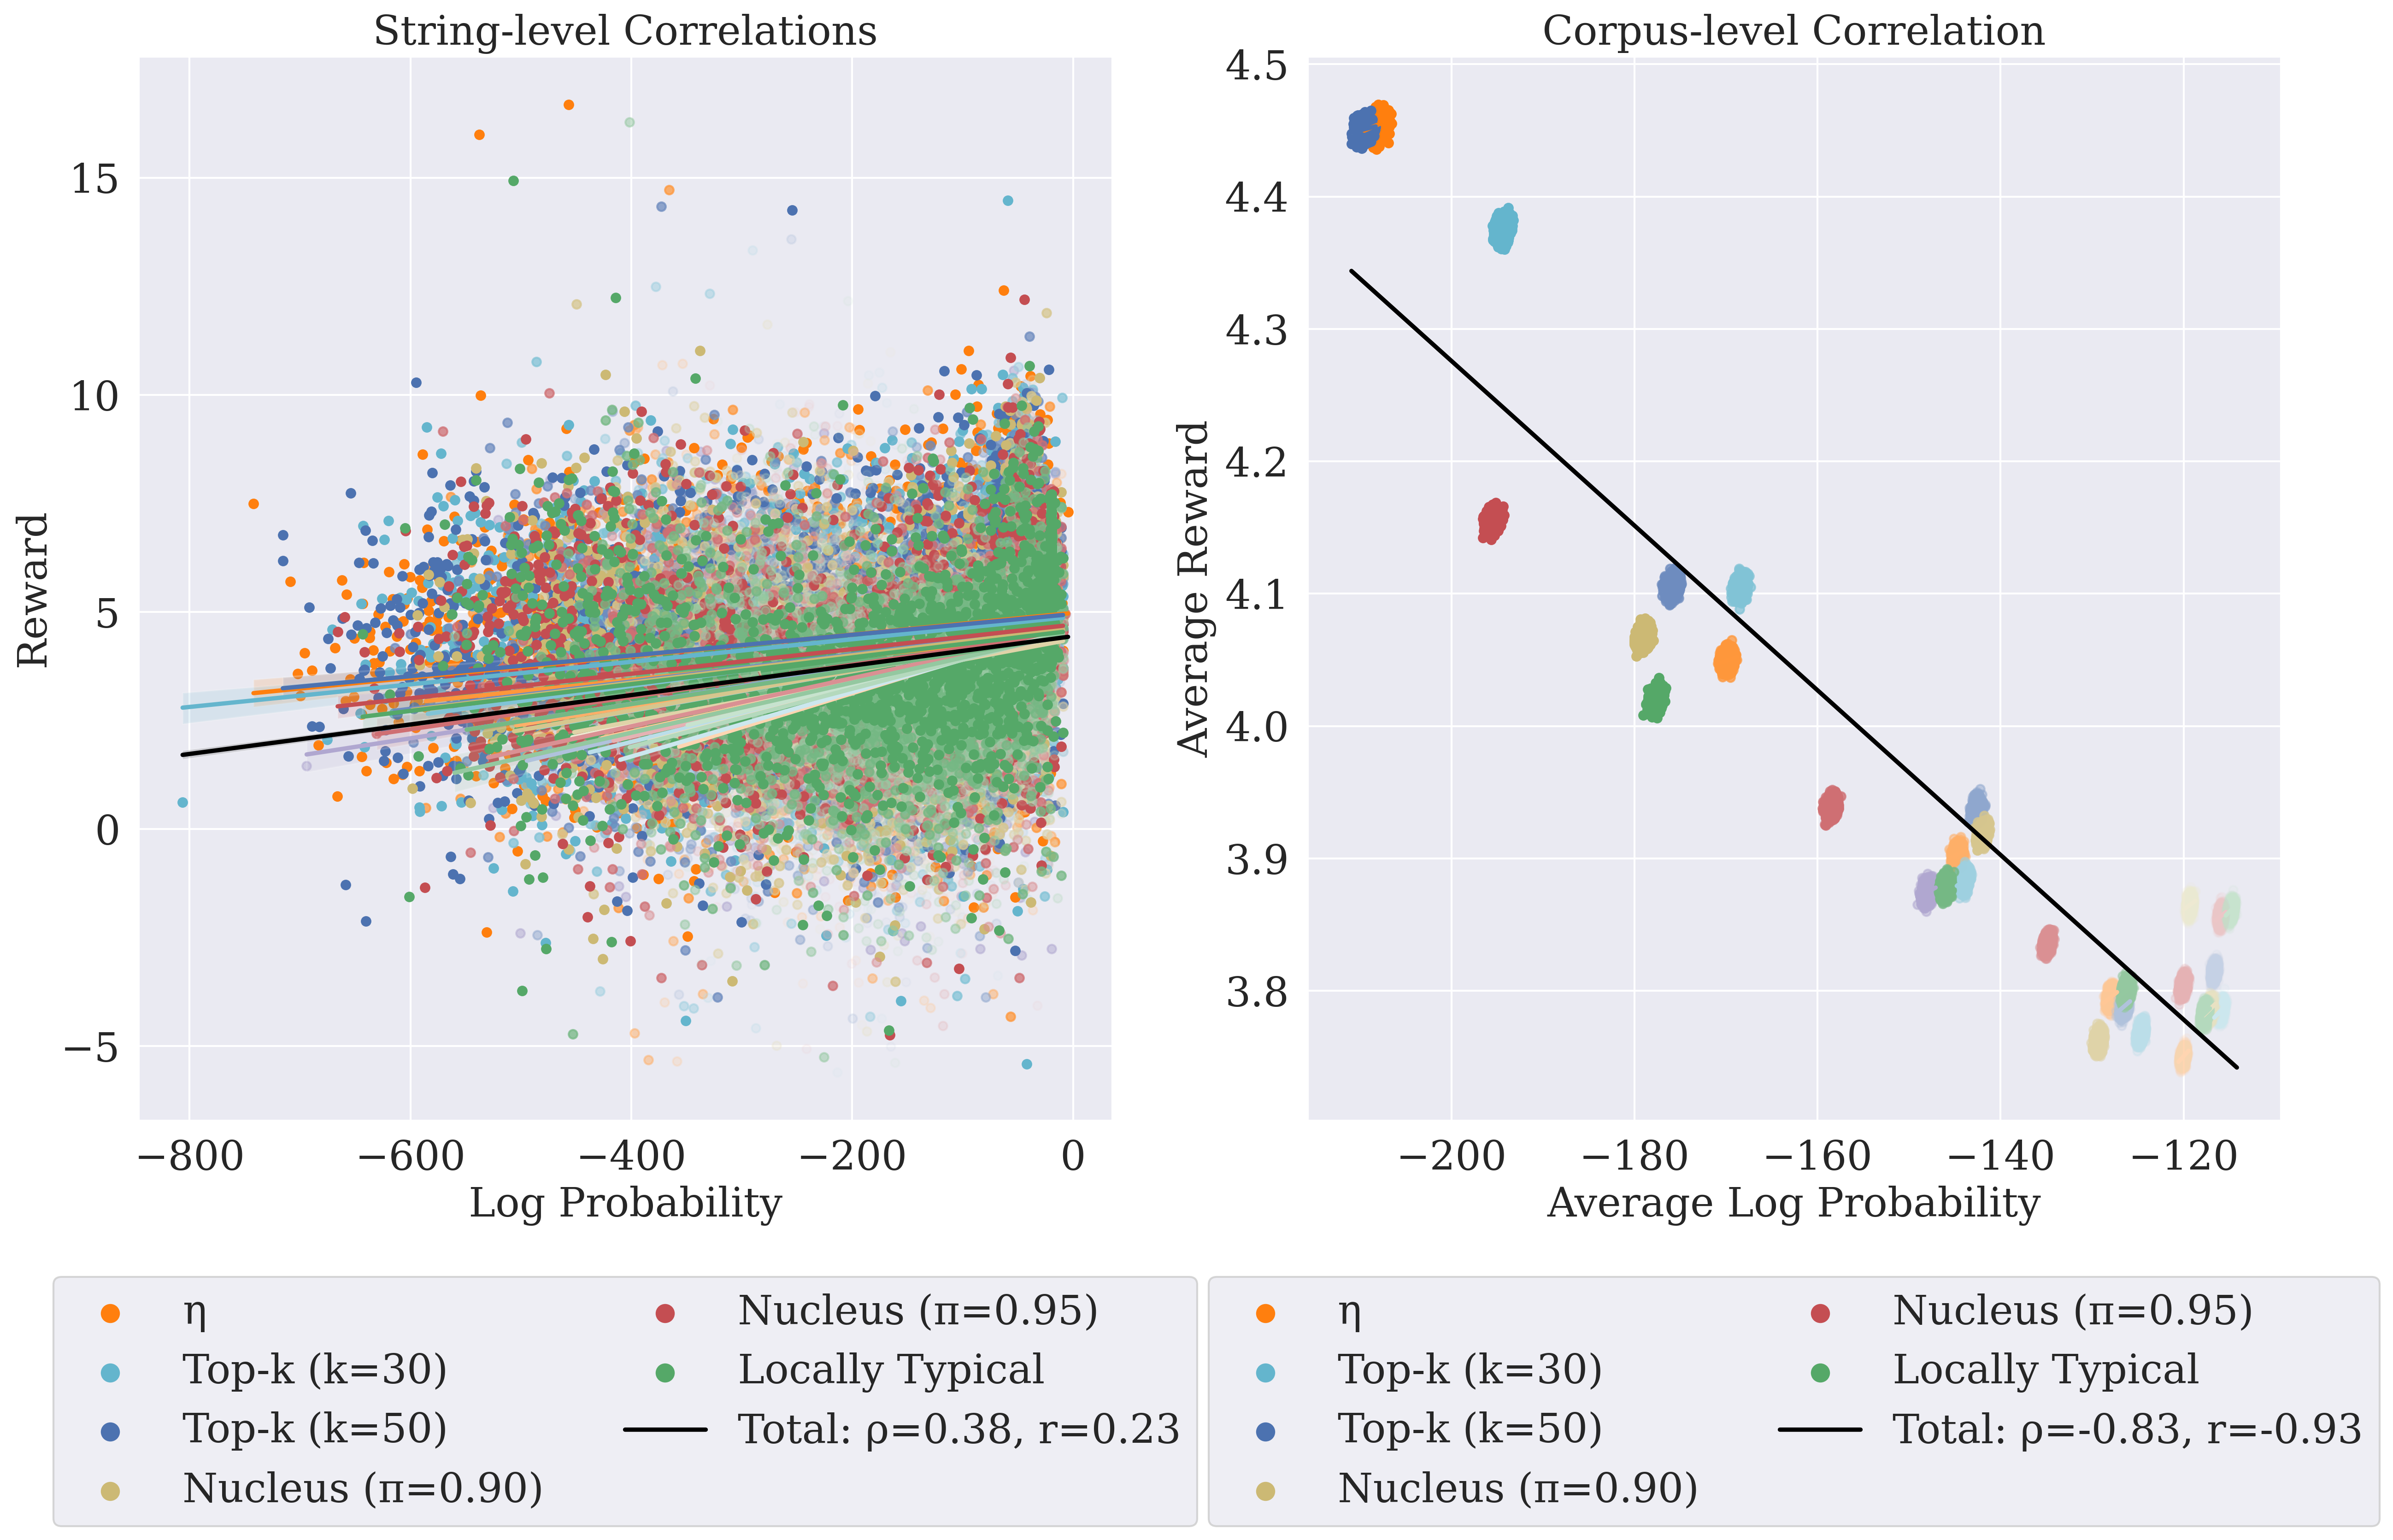 String-level Correlations
Reward
15
10
5
0
−5
−800
−600
−400
−200
0
Log Probability
η
Top-k (k=30)
Top-k (k=50)
Nucleus (π=0.90)
Nucleus (π=0.95)
Locally Typical
Total: ρ=0.38, r=0.23
Corpus-level Correlation
Average Reward
4.5
4.4
4.3
4.2
4.1
4.0
3.9
3.8
−200
−180
−160
−140
−120
Average Log Probability
η
Top-k (k=30)
Top-k (k=50)
Nucleus (π=0.90)
Nucleus (π=0.95)
Locally Typical
Total: ρ=-0.83, r=-0.93